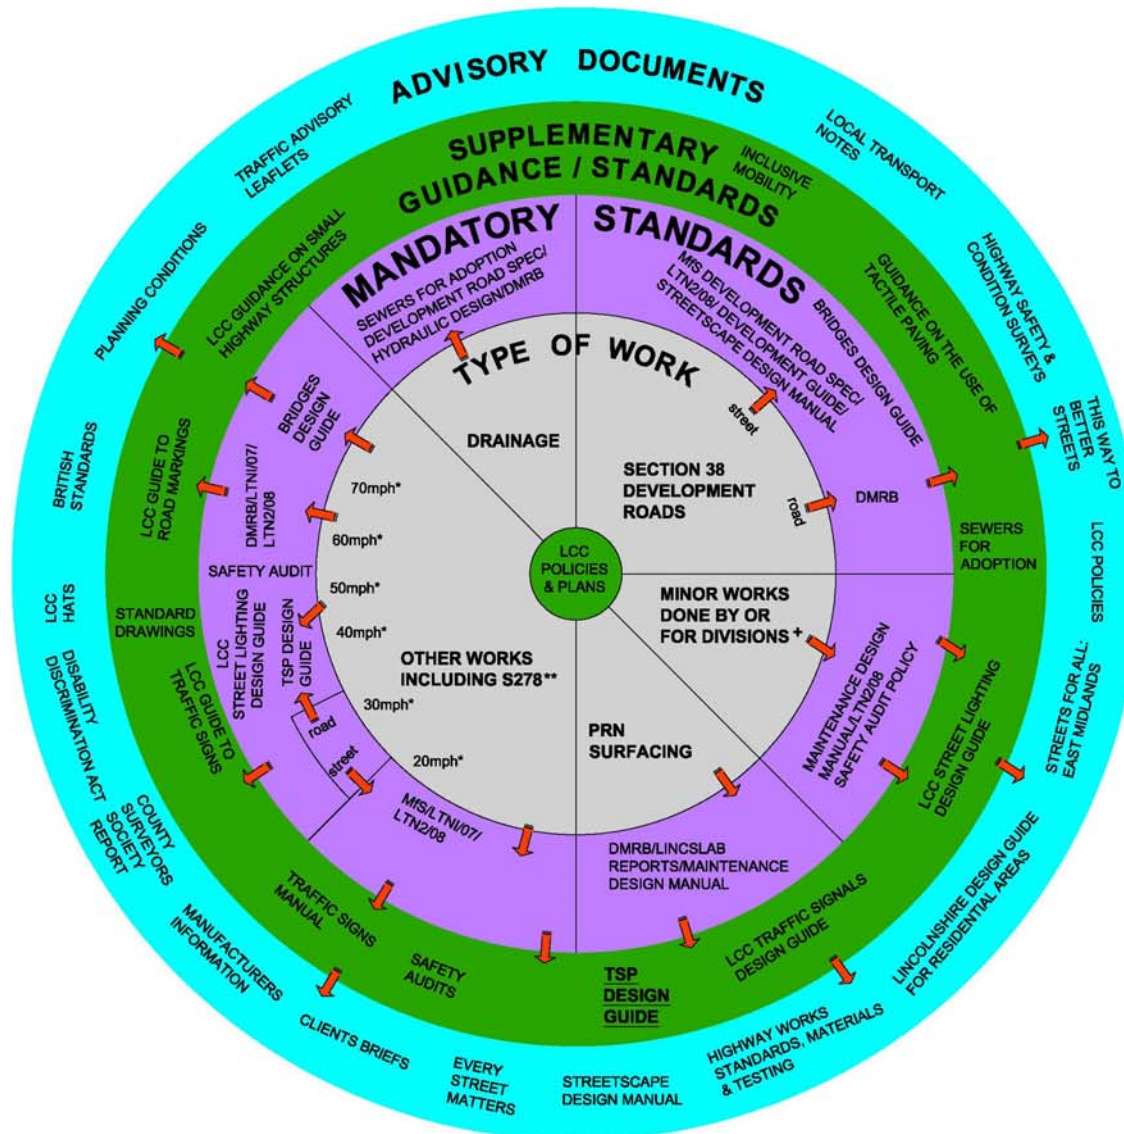 ADVISORY DOCUMENTS
TRAFFIC ADVISORY
LEAFLETS
LOCAL TRANSPORT
NOTES
HIGHWAY SAFETY &
CONDITION SURVEYS
THIS WAY TO
BETTER
STREETS
LCC POLICIES
STREETS FOR ALL:
EAST MIDLANDS
LINCOLNSHIRE DESIGN GUIDE
FOR RESIDENTIAL AREAS
HIGHWAY WORKS
STANDARDS, MATERIALS
& TESTING
STREETSCAPE
DESIGN MANUAL
EVERY
STREET
MATTERS
CLIENTS BRIEFS
MANUFACTURERS
INFORMATION
COUNTY
SURVEYORS
SOCIETY
REPORT
DISABILITY
DISCRIMINATION ACT
LCC
HATS
BRITISH
STANDARDS
PLANNING CONDITIONS
SUPPLEMENTARY
GUIDANCE / STANDARDS
INCLUSIVE
MOBILITY
GUIDANCE ON THE USE OF
TACTILE PAVING
SEWERS
FOR
ADOPTION
LCC STREET LIGHTING
DESIGN GUIDE
LCC TRAFFIC SIGNALS
DESIGN GUIDE
TSP
DESIGN
GUIDE
SAFETY
AUDITS
TRAFFIC SIGNS
MANUAL
LCC GUIDE TO
TRAFFIC SIGNS
STANDARD
DRAWINGS
LCC GUIDE TO
ROAD MARKINGS
LCC GUIDANCE ON SMALL
HIGHWAY STRUCTURES
MANDATORY STANDARDS
SEWERS FOR ADOPTION
DEVELOPMENT ROAD SPEC/
HYDRAULIC DESIGN/DMRB
MfS DEVELOPMENT ROAD SPEC/
LTN2/08/ DEVELOPMENT GUIDE/
STREETSCAPE DESIGN MANUAL
BRIDGES DESIGN GUIDE
DMRB
MAINTENANCE DESIGN
MANUAL/LTN2/08
SAFETY AUDIT POLICY
DMRB/LINCSLAB
REPORTS/MAINTENANCE
DESIGN MANUAL
MfS/LTNI/07/
LTN2/08
street
road
TSP DESIGN
GUIDE
LCC
STREET LIGHTING
DESIGN GUIDE
SAFETY AUDIT
DMRB/LTNI/07/
LTN2/08
BRIDGES
DESIGN
GUIDE
TYPE OF WORK
DRAINAGE
street
road
SECTION 38
DEVELOPMENT
ROADS
MINOR WORKS
DONE BY OR
FOR DIVISIONS +
PRN
SURFACING
OTHER WORKS
INCLUDING S278**
70mph*
60mph*
50mph*
40mph*
30mph*
20mph*
LCC
POLICIES
& PLANS